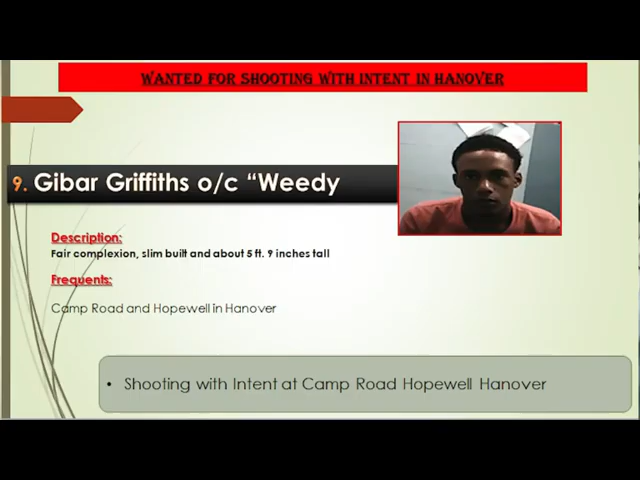 WANTED FOR SHOOTING WITH INTENT IN HANOVER
9. Gibar Griffiths o/c “Weedy
Description:
Fair complexion, slim built and about 5 ft. 9 inches tall
Frequents:
Camp Road and Hopewell in Hanover
• Shooting with Intent at Camp Road Hopewell Hanover